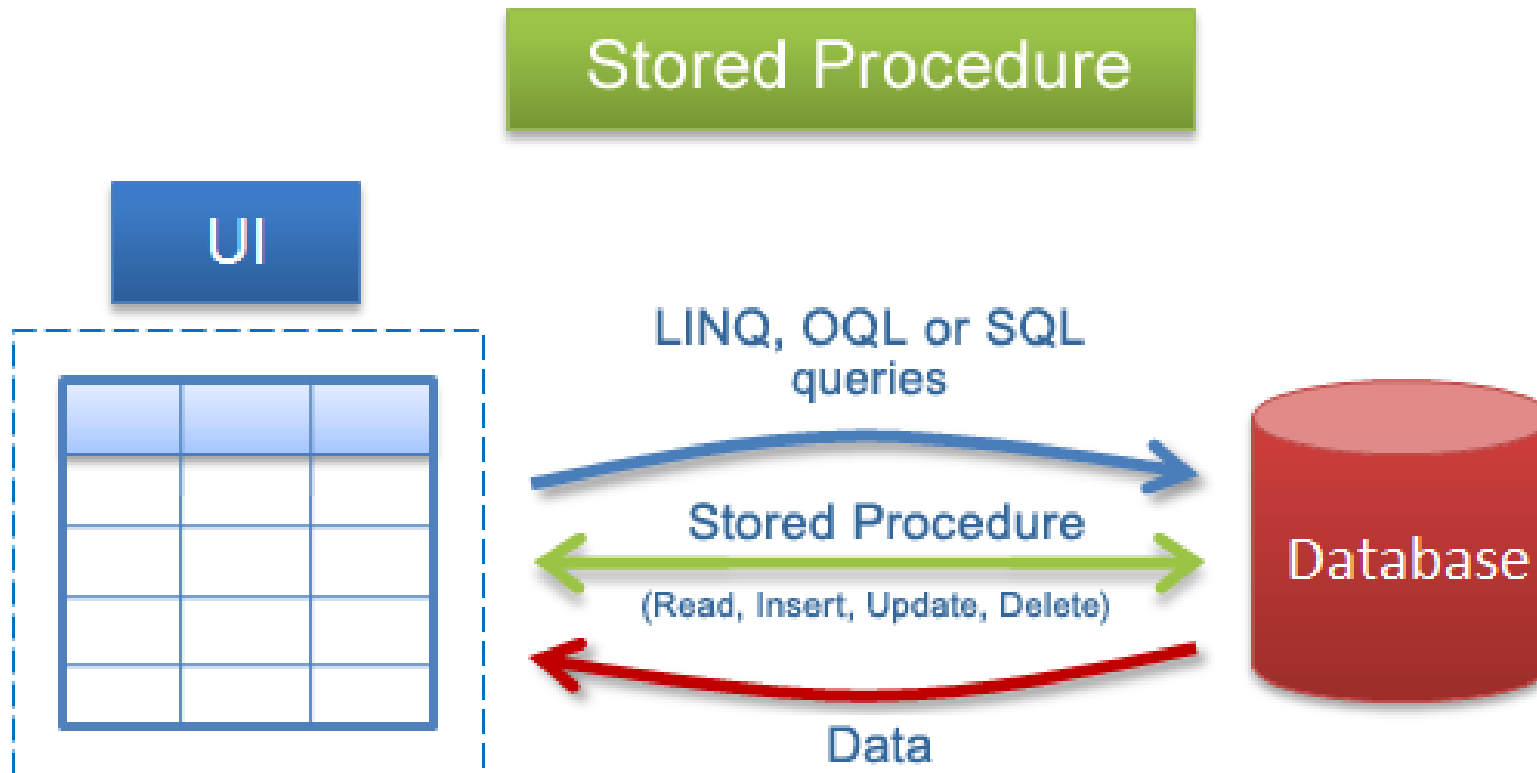 Stored Procedure
UI
LINQ, OQL or SQL
queries
Stored Procedure
(Read, Insert, Update, Delete)
Database
Data